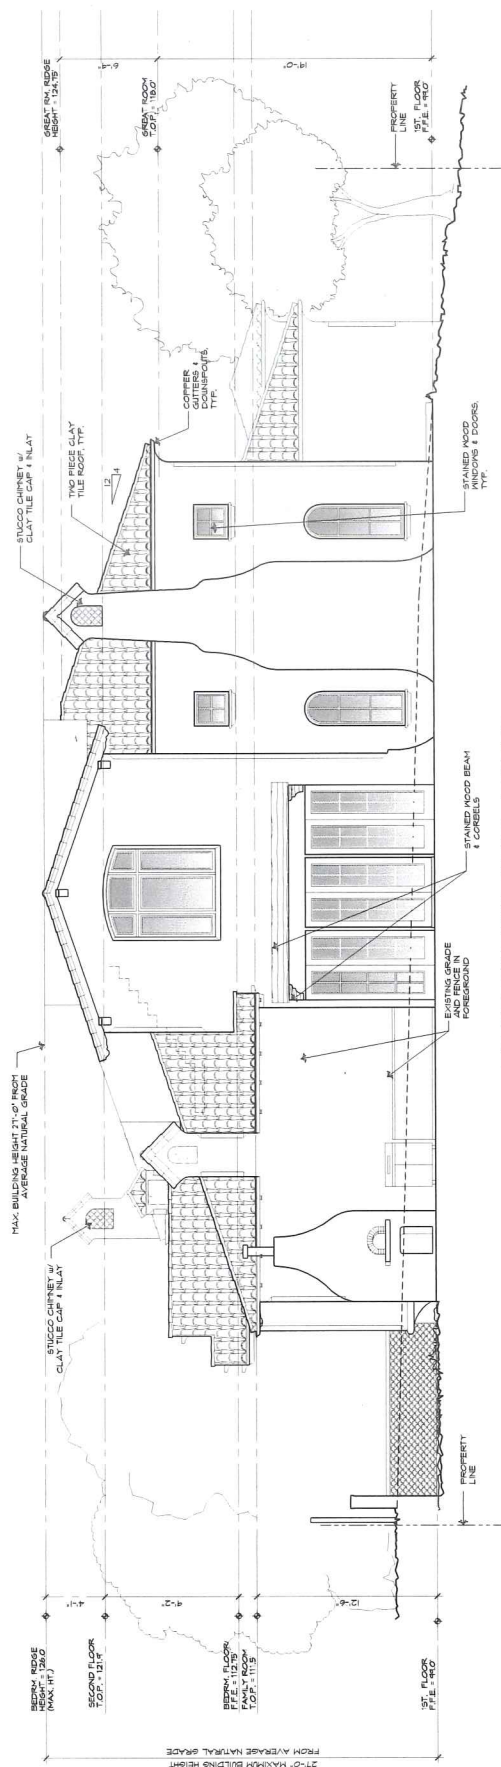 GREAT RM. RIDGE
HEIGHT = 124.75'
6'-9"
GREAT ROOM
T.O.P. = 118.0'
19'-0"
PROPERTY
LINE
1ST. FLOOR
F.F.E. = 99.0'
STUCCO CHIMNEY W/
CLAY TILE CAP & INLAY
TWO PIECE CLAY
TILE ROOF, TYP.
12
4
COPPER
GUTTERS &
DOWNSPOUTS,
TYP.
STAINED WOOD
WINDOWS & DOORS,
TYP.
MAX. BUILDING HEIGHT 27'-0" FROM
AVERAGE NATURAL GRADE
STAINED WOOD BEAM
& CORBELS
EXISTING GRADE
AND FENCE IN
FOREGROUND
STUCCO CHIMNEY W/
CLAY TILE CAP & INLAY
PROPERTY
LINE
BEDRM. RIDGE
HEIGHT = 126.0'
(MAX. HT.)
4'-1"
SECOND FLOOR
T.O.P. = 121.9'
9'-2"
BEDRM. FLOOR/
F.F.E. = 112.75'
FAMILY ROOM
T.O.P. = 111.5'
12'-6"
1ST. FLOOR
F.F.E. = 99.0'
27'-0" MAXIMUM BUILDING HEIGHT
FROM AVERAGE NATURAL GRADE